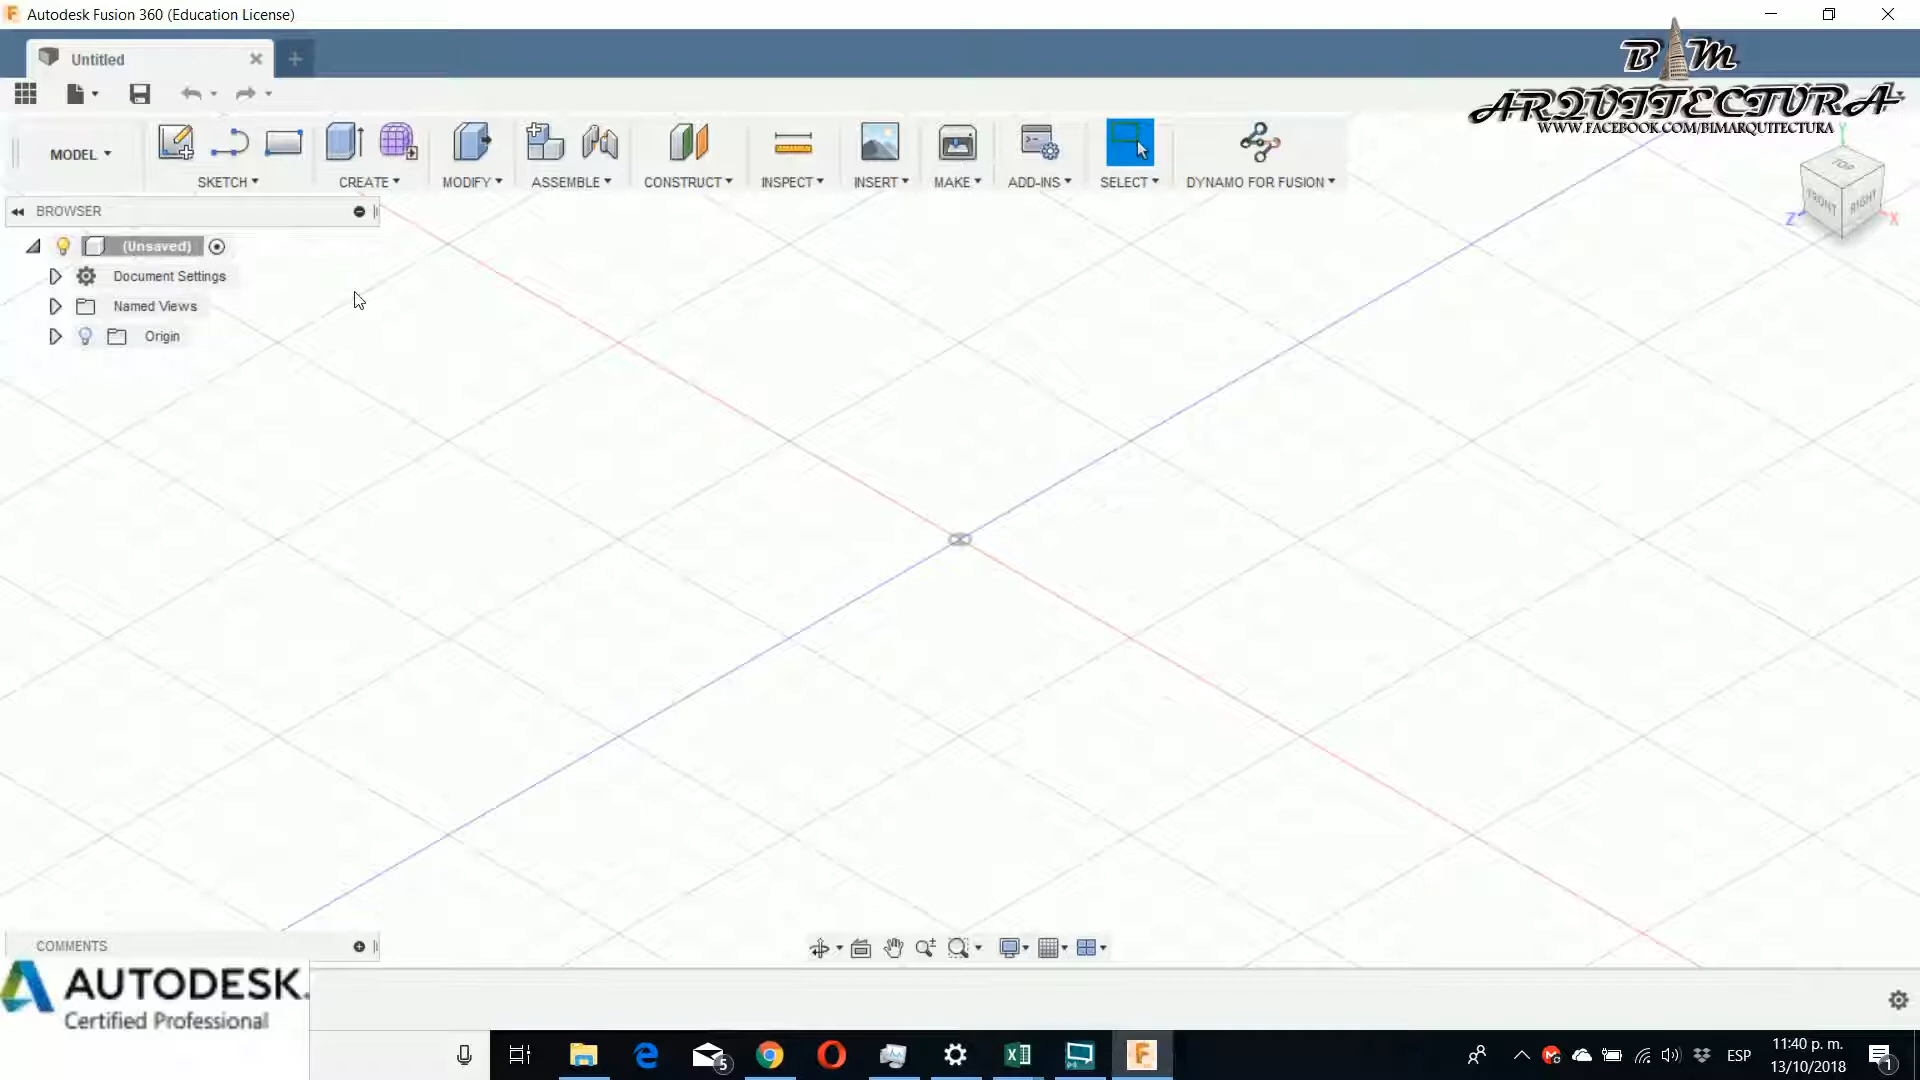 Autodesk Fusion 360 (Education License)
Untitled
BIM
ARQUITECTURA
WWW.FACEBOOK.COM/BIMARQUITECTURA
MODEL
SKETCH
CREATE
MODIFY
ASSEMBLE
CONSTRUCT
INSPECT
INSERT
MAKE
ADD-INS
SELECT
DYNAMO FOR FUSION
Y
TOP
FRONT
RIGHT
Z
X
BROWSER
(Unsaved)
Document Settings
Named Views
Origin
COMMENTS
AUTODESK.
Certified Professional
5
ESP
11:40 p. m.
13/10/2018
1